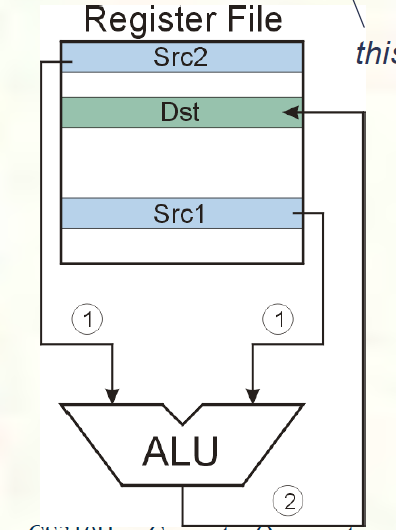 Register File
Src2
this
Dst
Src1
1
1
ALU
2